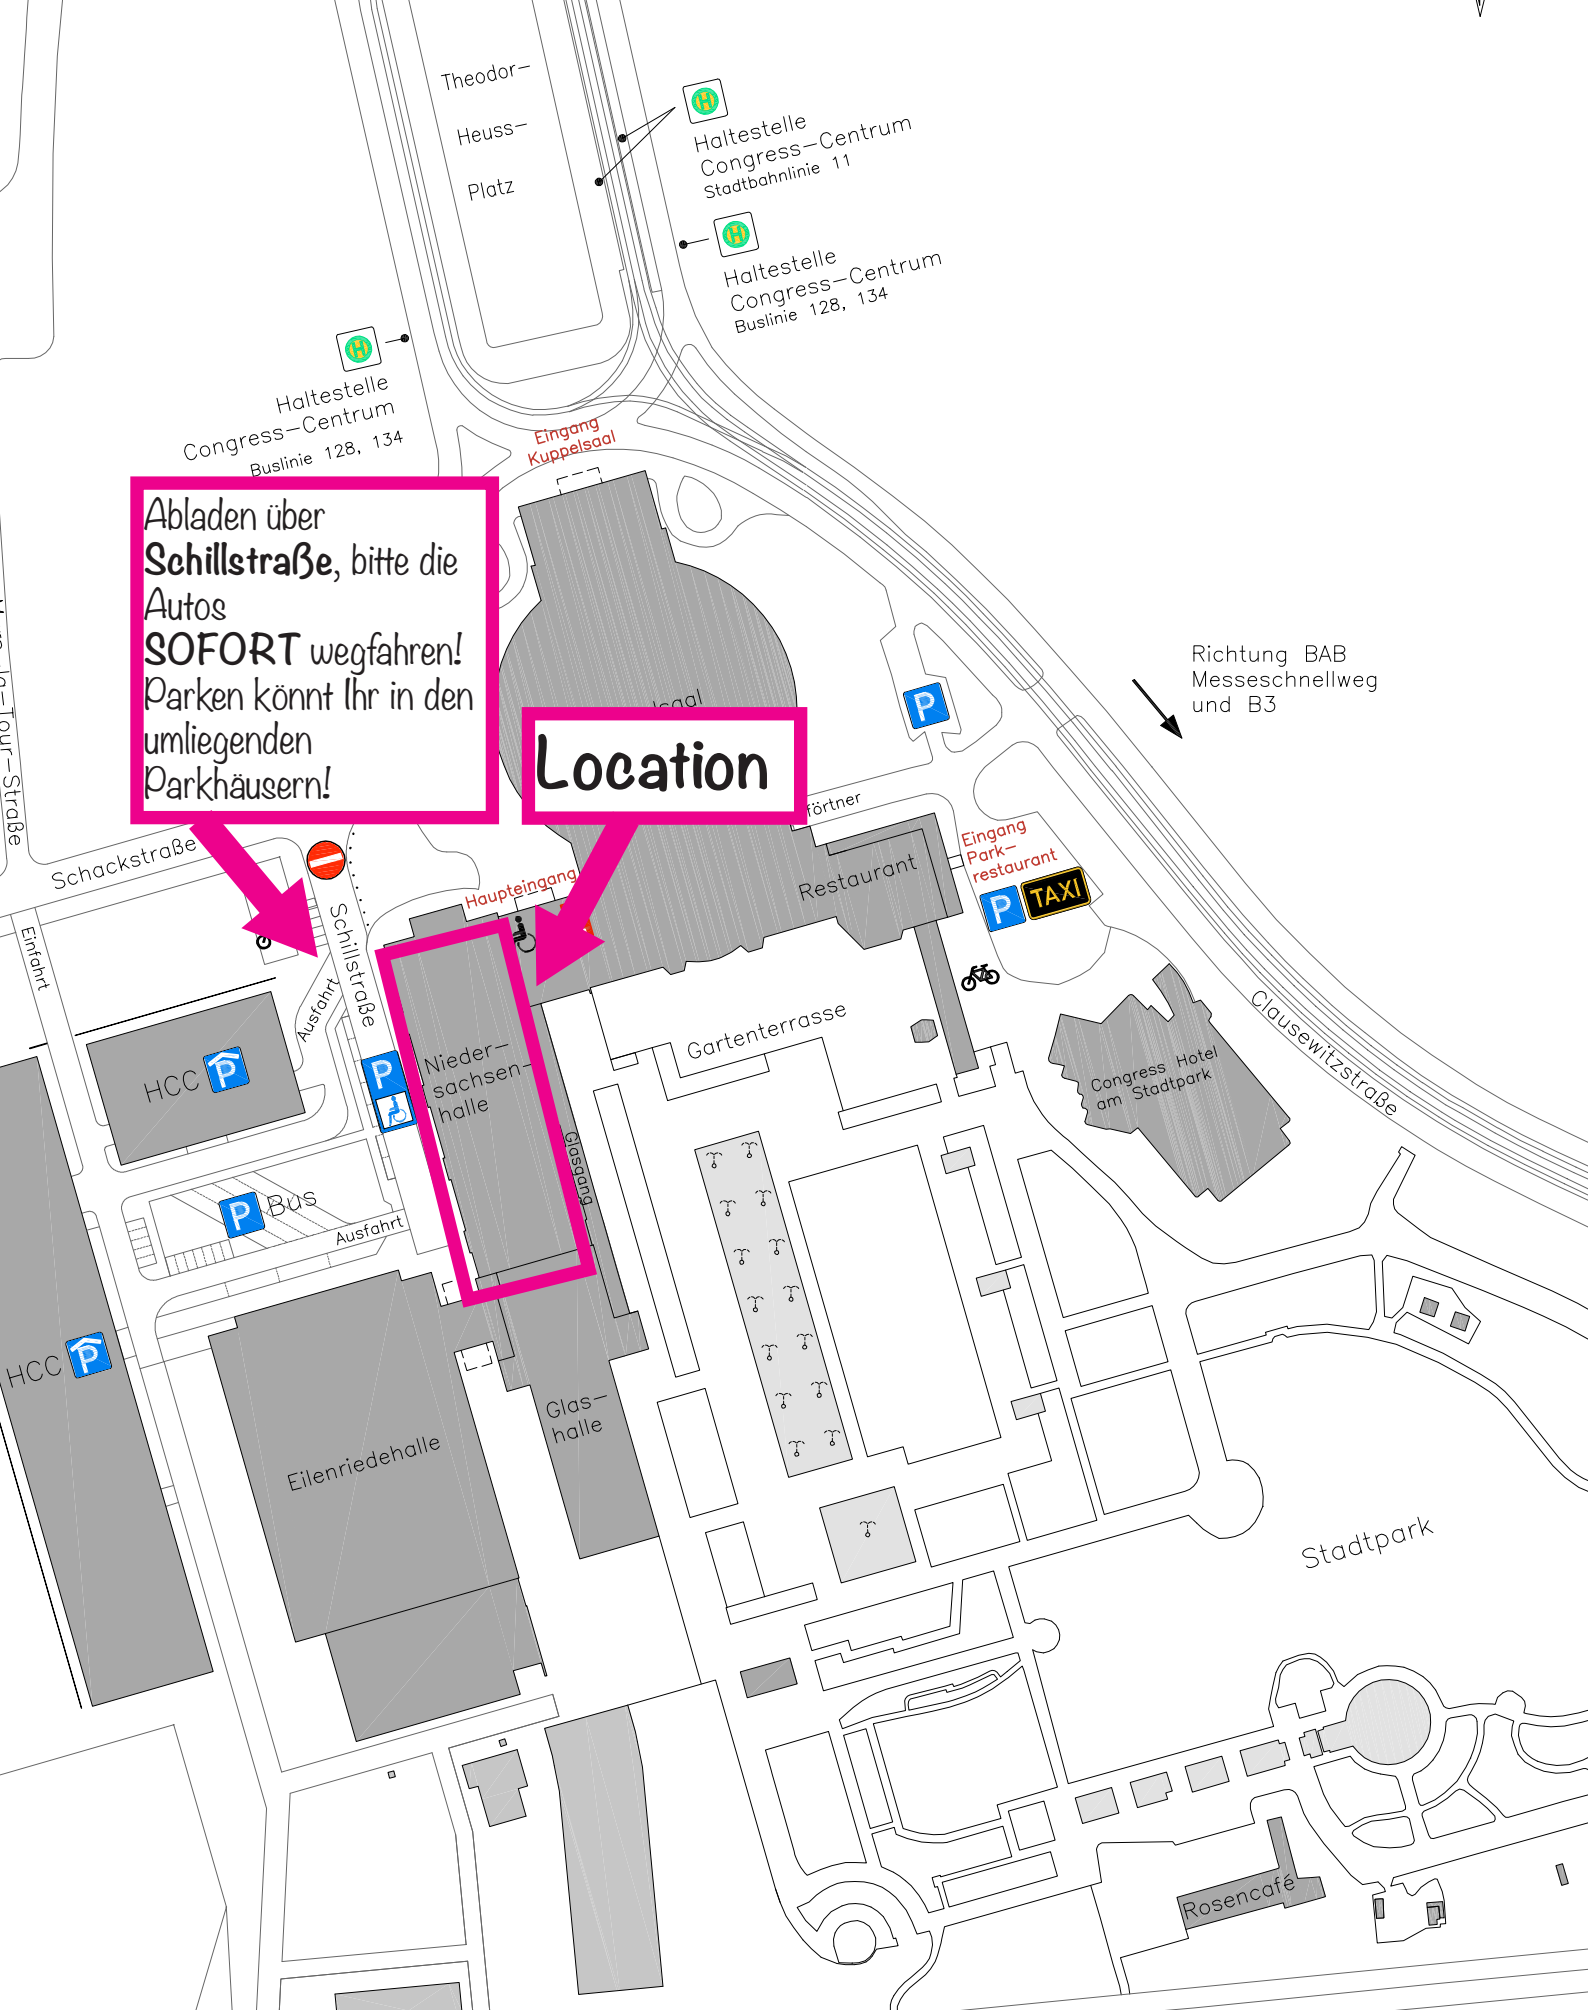 Theodor-
Heuss-
Platz
H
Haltestelle
Congress-Centrum
Stadtbahnlinie 11
H
Haltestelle
Congress-Centrum
Buslinie 128, 134
H
Haltestelle
Congress-Centrum
Buslinie 128, 134
Eingang
Kuppelsaal
Abladen über
Schillstraße, bitte die
Autos
SOFORT wegfahren!
Parken könnt Ihr in den
umliegenden
Parkhäusern!
Richtung BAB
Messeschnellweg
und B3
P
Location
Schackstraße
Haupteingang
Restaurant
Eingang
Park-
restaurant
P
TAXI
Einfahrt
Schillstraße
Ausfahrt
HCC P
P
Nieder-
sachsen-
halle
Gartenterrasse
Congress Hotel
am Stadtpark
Clausewitzstraße
Glasgang
P Bus
Ausfahrt
HCC P
Glas-
halle
Eilenriedehalle
Stadtpark
Rosencafé